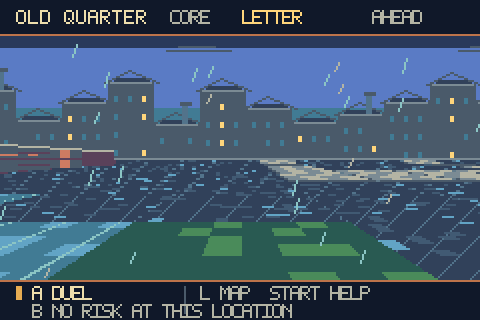 OLD QUARTER CORE LETTER AHEAD
A DUEL L MAP START HELP
B NO RISK AT THIS LOCATION